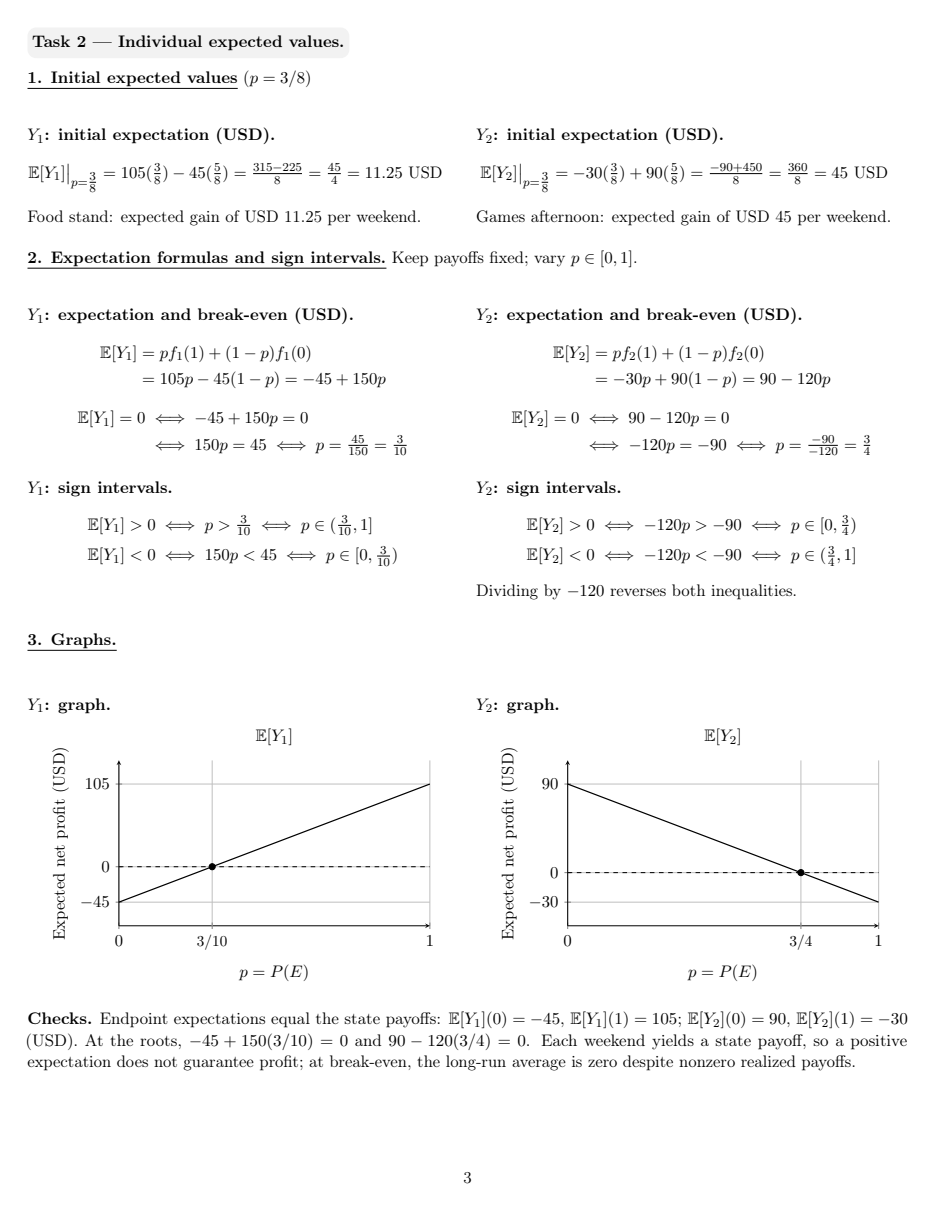 Task 2 — Individual expected values.
1. Initial expected values (p = 3/8)
Y₁: initial expectation (USD).
𝔼[Y₁]|ₚ₌³⁄₈ = 105(3/8) − 45(5/8) = (315−225)/8 = 45/4 = 11.25 USD
Food stand: expected gain of USD 11.25 per weekend.
Y₂: initial expectation (USD).
𝔼[Y₂]|ₚ₌³⁄₈ = −30(3/8) + 90(5/8) = (−90+450)/8 = 360/8 = 45 USD
Games afternoon: expected gain of USD 45 per weekend.
2. Expectation formulas and sign intervals. Keep payoffs fixed; vary p ∈ [0, 1].
Y₁: expectation and break-even (USD).
𝔼[Y₁] = pf₁(1) + (1 − p)f₁(0)
= 105p − 45(1 − p) = −45 + 150p
𝔼[Y₁] = 0 ⟺ −45 + 150p = 0
⟺ 150p = 45 ⟺ p = 45/150 = 3/10
Y₁: sign intervals.
𝔼[Y₁] > 0 ⟺ p > 3/10 ⟺ p ∈ (3/10, 1]
𝔼[Y₁] < 0 ⟺ 150p < 45 ⟺ p ∈ [0, 3/10)
Y₂: expectation and break-even (USD).
𝔼[Y₂] = pf₂(1) + (1 − p)f₂(0)
= −30p + 90(1 − p) = 90 − 120p
𝔼[Y₂] = 0 ⟺ 90 − 120p = 0
⟺ −120p = −90 ⟺ p = −90/−120 = 3/4
Y₂: sign intervals.
𝔼[Y₂] > 0 ⟺ −120p > −90 ⟺ p ∈ [0, 3/4)
𝔼[Y₂] < 0 ⟺ −120p < −90 ⟺ p ∈ (3/4, 1]
Dividing by −120 reverses both inequalities.
3. Graphs.
Y₁: graph.
𝔼[Y₁]
Expected net profit (USD)
105
0
−45
0 3/10 1
p = P(E)
Y₂: graph.
𝔼[Y₂]
Expected net profit (USD)
90
0
−30
0 3/4 1
p = P(E)
Checks. Endpoint expectations equal the state payoffs: 𝔼[Y₁](0) = −45, 𝔼[Y₁](1) = 105; 𝔼[Y₂](0) = 90, 𝔼[Y₂](1) = −30
(USD). At the roots, −45 + 150(3/10) = 0 and 90 − 120(3/4) = 0. Each weekend yields a state payoff, so a positive
expectation does not guarantee profit; at break-even, the long-run average is zero despite nonzero realized payoffs.
3